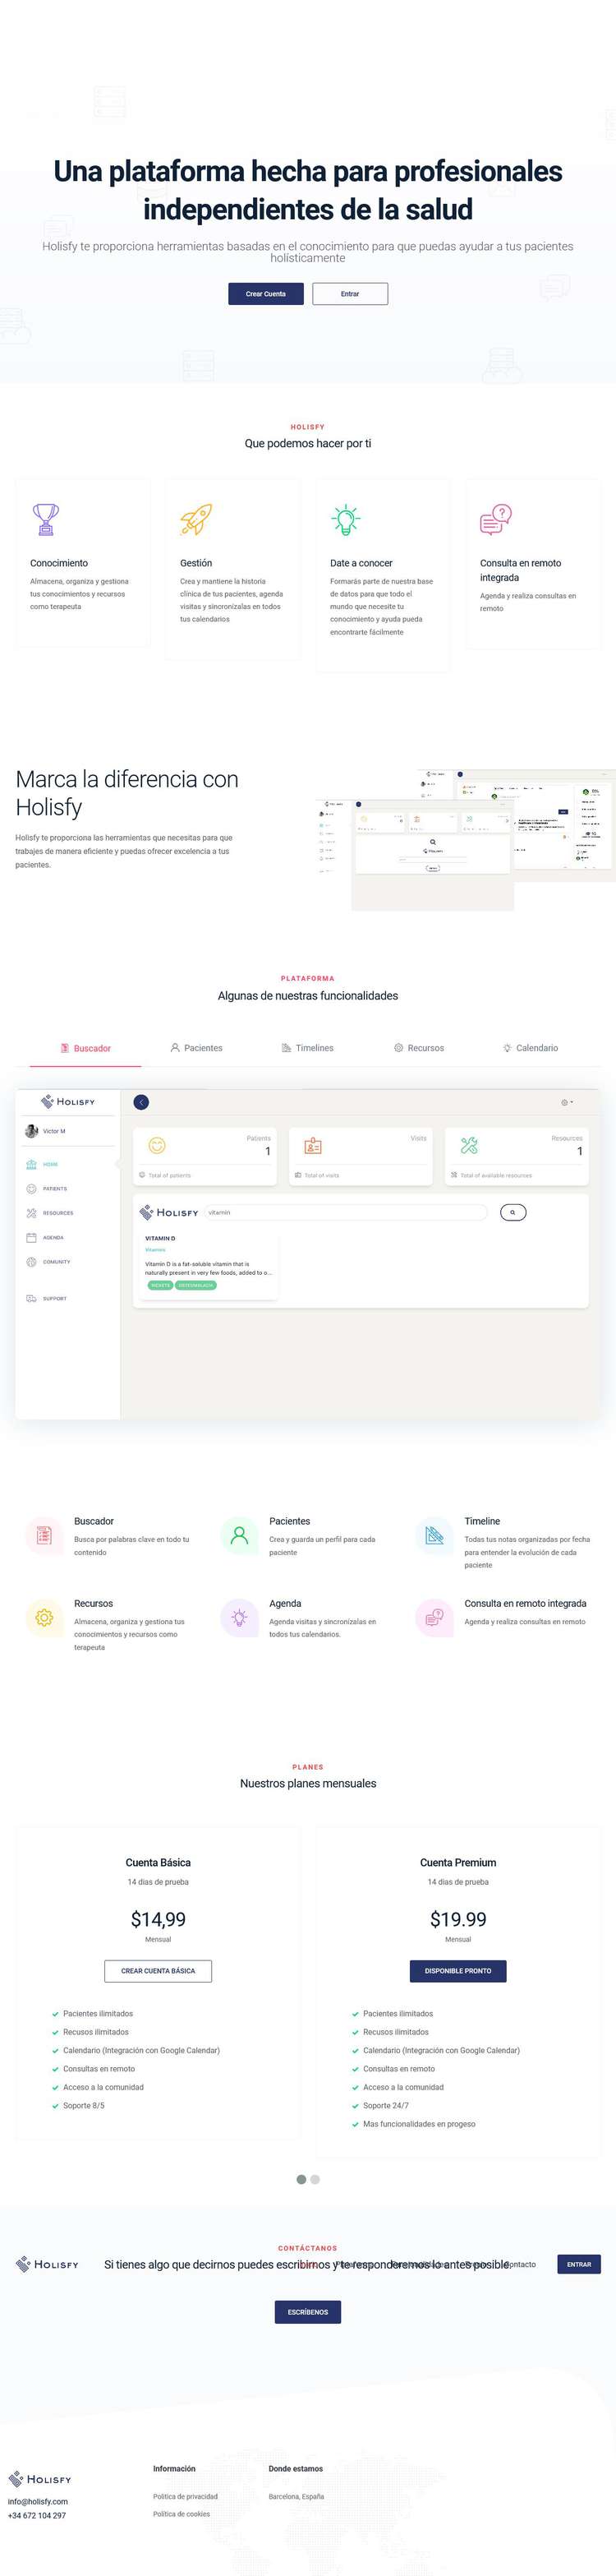 Una plataforma hecha para profesionales
independientes de la salud
Holisfy te proporciona herramientas basadas en el conocimiento para que puedas ayudar a tus pacientes
holísticamente
Crear Cuenta
Entrar
HOLISFY
Que podemos hacer por ti
Conocimiento
Almacena, organiza y gestiona
tus conocimientos y recursos
como terapeuta
Gestión
Crea y mantiene la historia
clínica de tus pacientes, agenda
visitas y sincronízalas en todos
tus calendarios
Date a conocer
Formarás parte de nuestra base
de datos para que todo el
mundo que necesite tu
conocimiento y ayuda pueda
encontrarte fácilmente
Consulta en remoto
integrada
Agenda y realiza consultas en
remoto
Marca la diferencia con
Holisfy
Holisfy te proporciona las herramientas que necesitas para que
trabajes de manera eficiente y puedas ofrecer excelencia a tus
pacientes.
PLATAFORMA
Algunas de nuestras funcionalidades
Buscador
Pacientes
Timelines
Recursos
Calendario
HOLISFY
Victor M
HOME
PATIENTS
RESOURCES
AGENDA
COMUNITY
SUPPORT
Patients
1
Total of patients
Visits
Total of visits
Resources
1
Total of available resources
HOLISFY
vitamin
VITAMIN D
Vitamins
Vitamin D is a fat-soluble vitamin that is
naturally present in very few foods, added to o...
RICKETS
OSTEOMALACIA
Buscador
Busca por palabras clave en todo tu
contenido
Pacientes
Crea y guarda un perfil para cada
paciente
Timeline
Todas tus notas organizadas por fecha
para entender la evolución de cada
paciente
Recursos
Almacena, organiza y gestiona tus
conocimientos y recursos como
terapeuta
Agenda
Agenda visitas y sincronízalas en
todos tus calendarios.
Consulta en remoto integrada
Agenda y realiza consultas en remoto
PLANES
Nuestros planes mensuales
Cuenta Básica
14 dias de prueba
$14,99
Mensual
CREAR CUENTA BÁSICA
Pacientes ilimitados
Recusos ilimitados
Calendario (Integración con Google Calendar)
Consultas en remoto
Acceso a la comunidad
Soporte 8/5
Cuenta Premium
14 dias de prueba
$19.99
Mensual
DISPONIBLE PRONTO
Pacientes ilimitados
Recusos ilimitados
Calendario (Integración con Google Calendar)
Consultas en remoto
Acceso a la comunidad
Soporte 24/7
Mas funcionalidades en progeso
CONTÁCTANOS
HOLISFY
Si tienes algo que decirnos puedes escribirnos y te responderemos lo antes posible.
Contacto
ENTRAR
ESCRÍBENOS
HOLISFY
info@holisfy.com
+34 672 104 297
Información
Politica de privacidad
Politica de cookies
Donde estamos
Barcelona, España